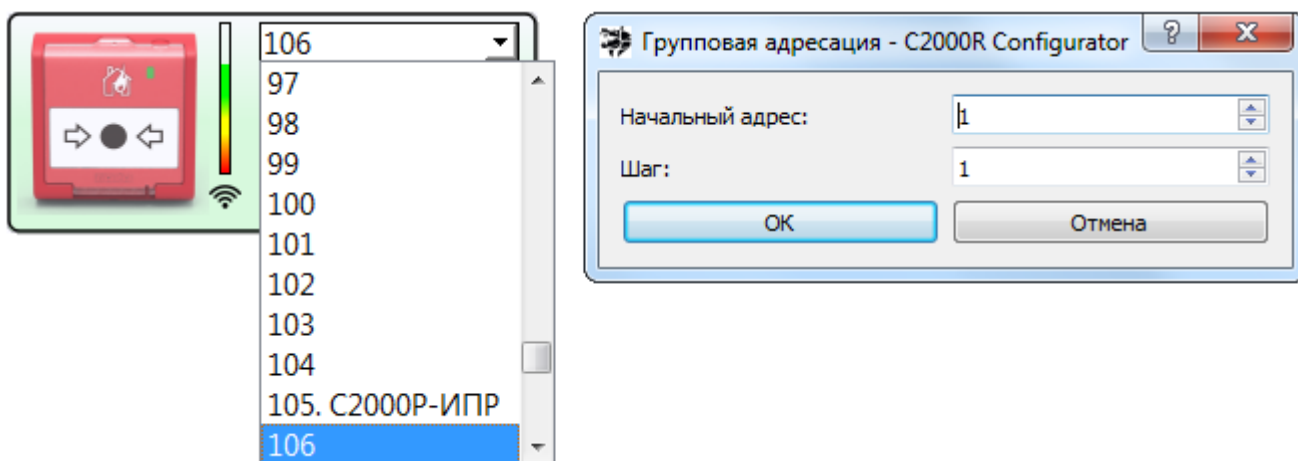 106
97
98
99
100
101
102
103
104
105. С2000Р-ИПР
106
Групповая адресация - C2000R Configurator
Начальный адрес: 1
Шаг: 1
OK Отмена